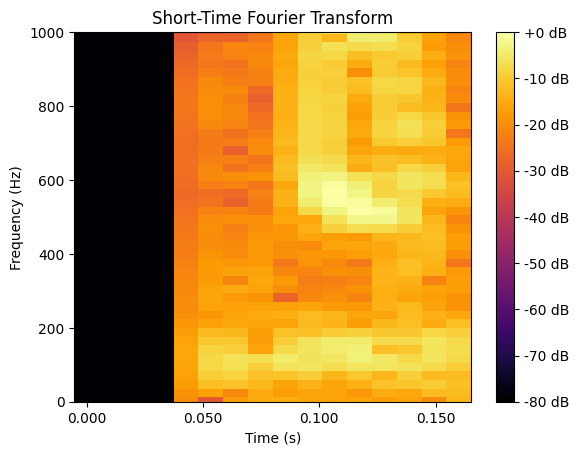 Short-Time Fourier Transform
1000
800
600
400
200
0
Frequency (Hz)
0.000
0.050
0.100
0.150
Time (s)
+0 dB
-10 dB
-20 dB
-30 dB
-40 dB
-50 dB
-60 dB
-70 dB
-80 dB